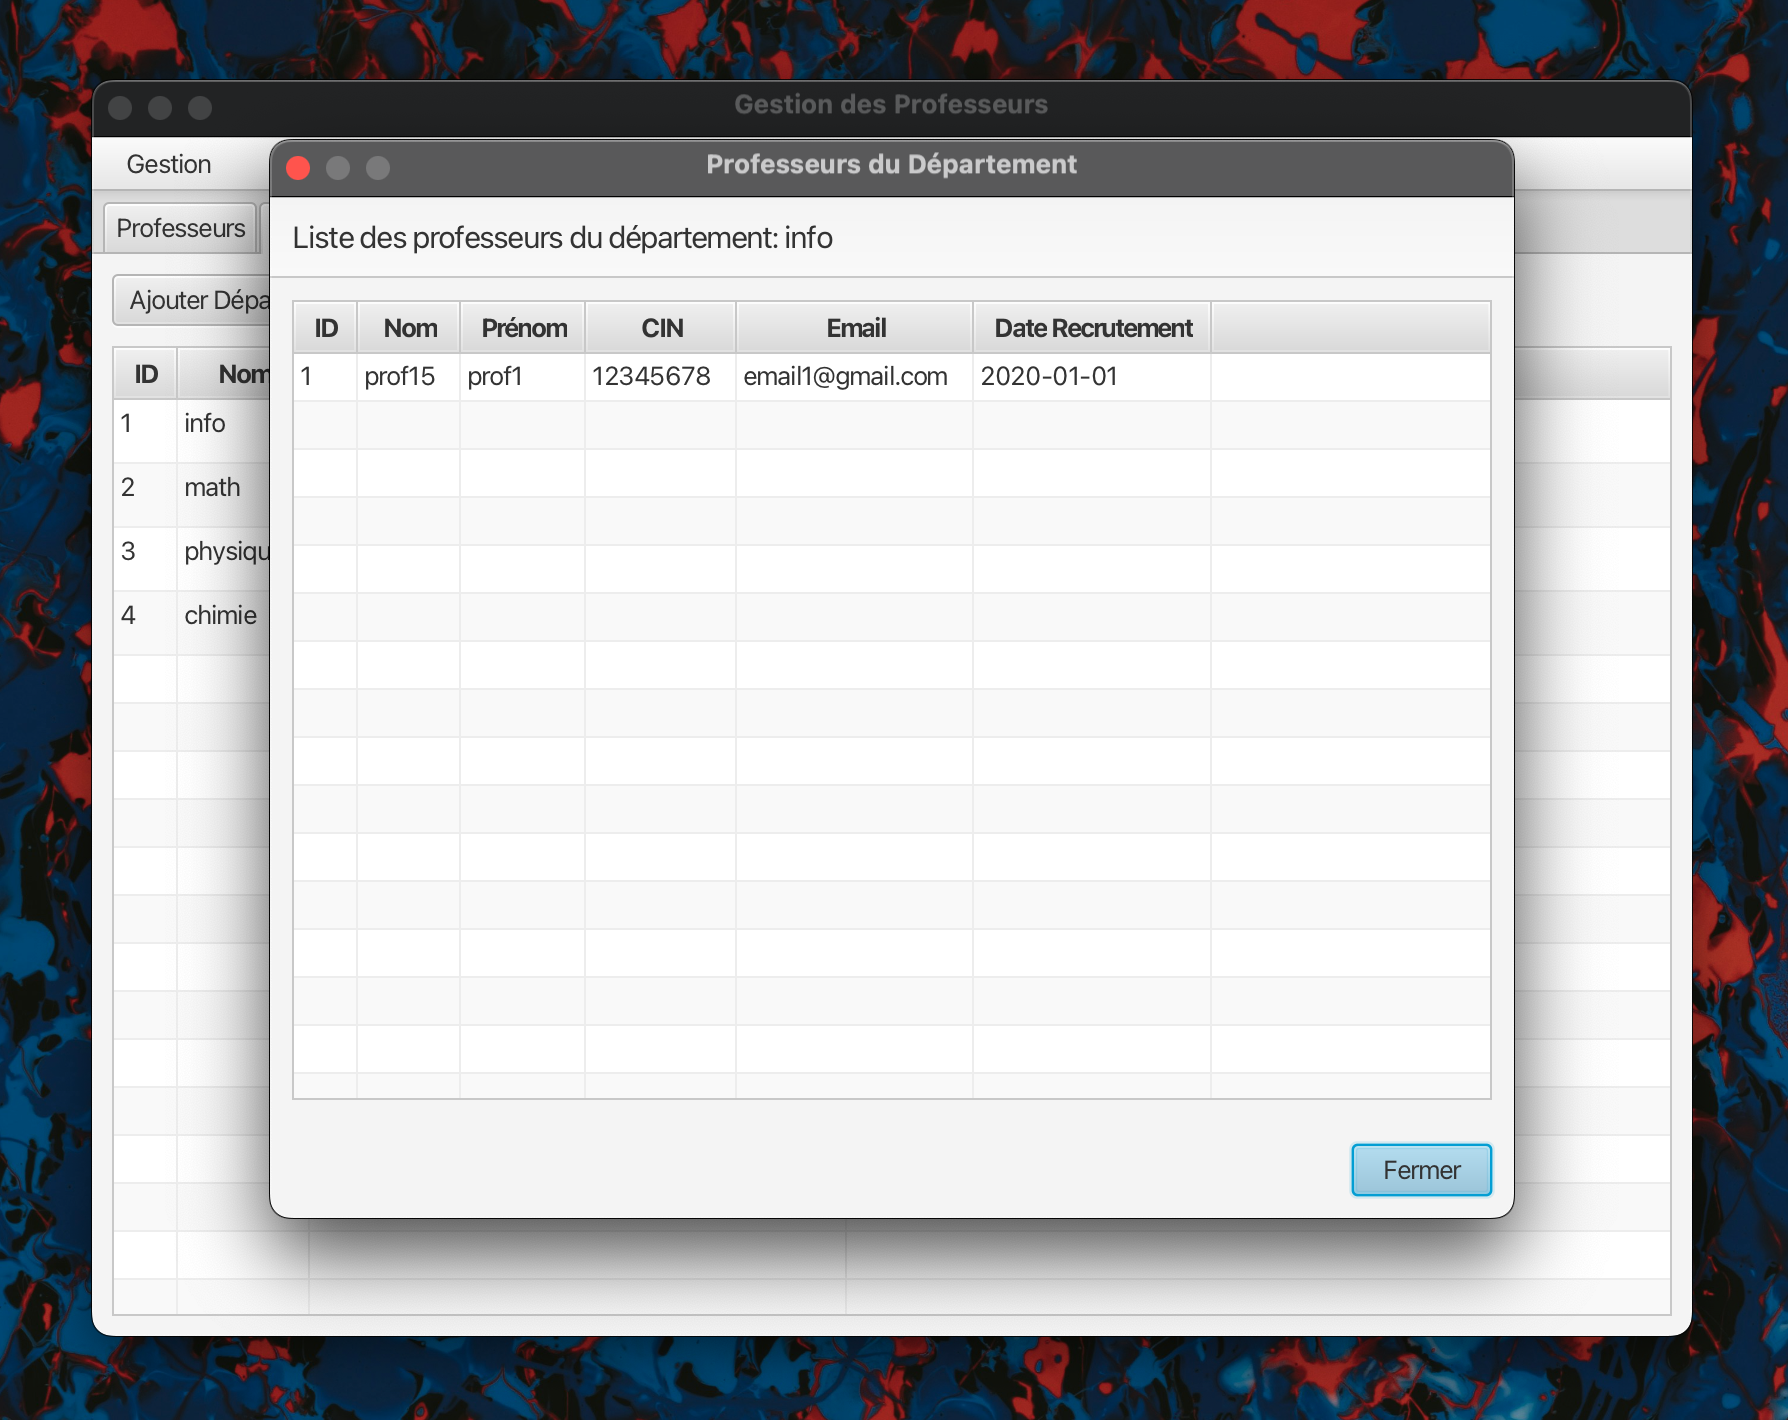 Gestion des Professeurs
Gestion
Professeurs
Ajouter Dépa
ID Nom
1 info
2 math
3 physiqu
4 chimie
Professeurs du Département
Liste des professeurs du département: info
ID Nom Prénom CIN Email Date Recrutement
1 prof15 prof1 12345678 email1@gmail.com 2020-01-01
Fermer